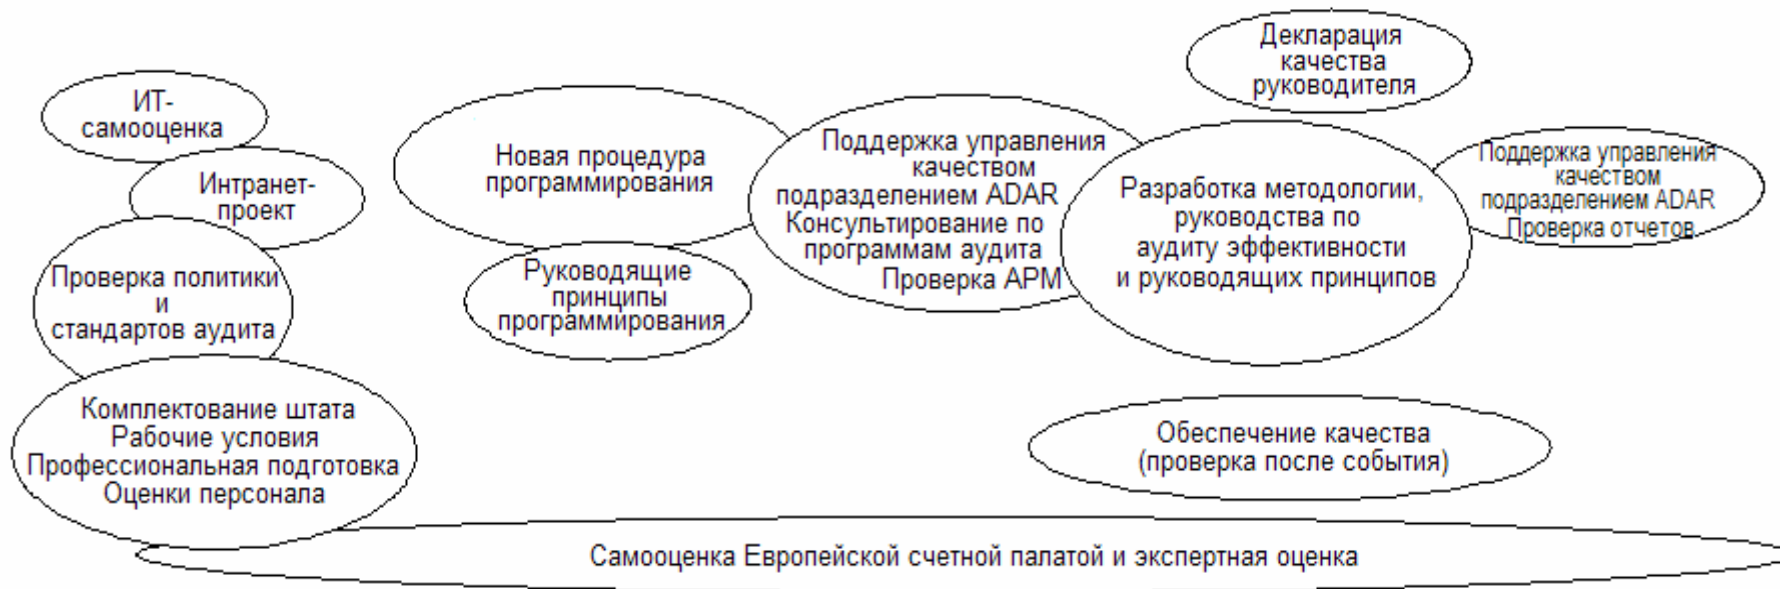 ИТ-
самооценка
Интранет-
проект
Проверка политики
и
стандартов аудита
Комплектование штата
Рабочие условия
Профессиональная подготовка
Оценки персонала
Новая процедура
программирования
Руководящие
принципы
программирования
Поддержка управления
качеством
подразделением ADAR
Консультирование по
программам аудита
Проверка АРМ
Декларация
качества
руководителя
Разработка методологии,
руководства по
аудиту эффективности
и руководящих принципов
Поддержка управления
качеством
подразделением ADAR
Проверка отчетов
Обеспечение качества
(проверка после события)
Самооценка Европейской счетной палатой и экспертная оценка